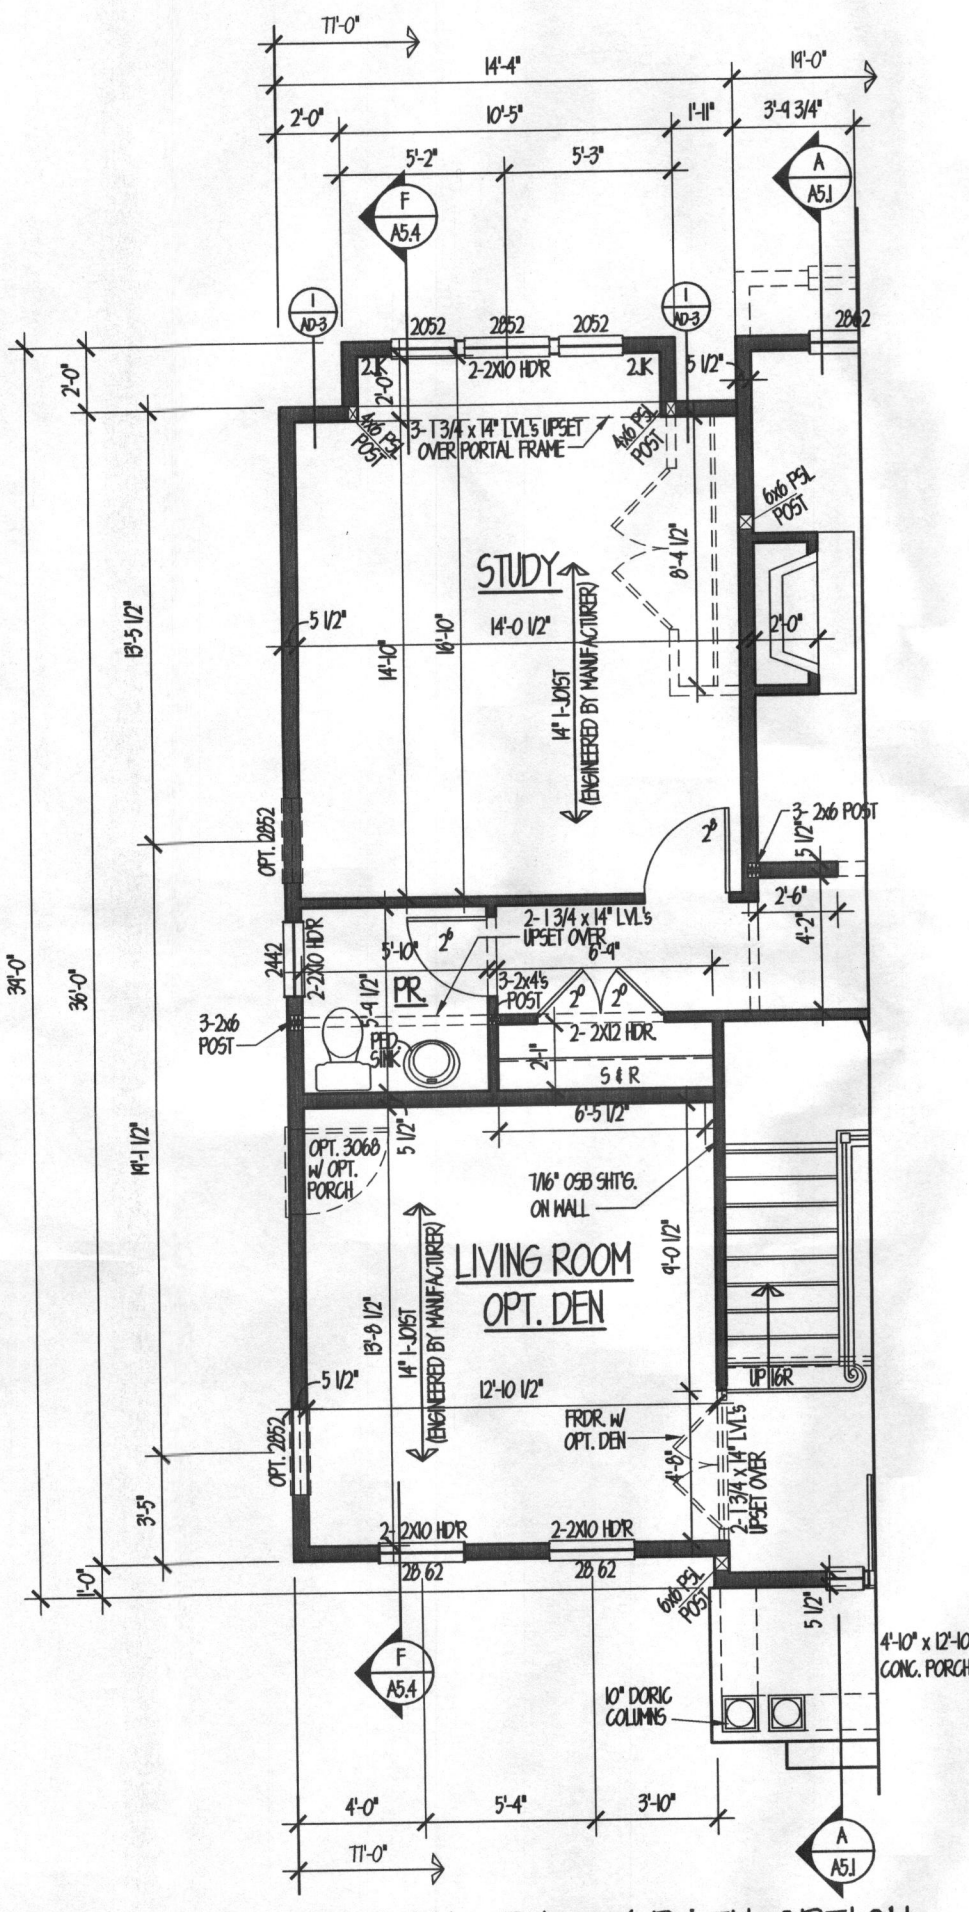 77'-0"
14'-4"
19'-0"
2'-0"
10'-5"
1'-11"
3'-9 3/4"
5'-2"
5'-3"
A
A5.1
F
A5.4
1
AD-3
1
AD-3
2052
2852
2052
2862
2JK
2-2X10 HD'R
2JK
5 1/2"
2'-0"
2'-0"
4x6 PSL
POST
3- 1 3/4 x 14" LVL's UPSET
OVER PORTAL FRAME
4x6 PSL
POST
6x6 PSL
POST
STUDY
8'-4 1/2"
5 1/2"
14'-0 1/2"
2'-0"
13'-5 1/2"
14'-10"
16'-10"
14" I-JOIST
(ENGINEERED BY MANUFACTURER)
OPT. 2852
2⁸
3- 2x6 POST
5 1/2"
2'-6"
4'-2"
2- 1 3/4 x 14" LVL's
UPSET OVER
2442
2-2X10 HD'R
5'-10"
2⁶
6'-9"
39'-0"
36'-0"
PR.
5'-9 1/2"
3-2x4's
POST
2⁰
2⁰
3-2x6
POST
PED.
SINK
2- 2X12 HDR.
2'-1"
S & R
6'-5 1/2"
5 1/2"
OPT. 3068
W/ OPT.
PORCH
7/16" OSB SHT'G.
ON WALL
19'-1 1/2"
9'-0 1/2"
LIVING ROOM
OPT. DEN
13'-8 1/2"
14" I-JOIST
(ENGINEERED BY MANUFACTURER)
UP 16R
5 1/2"
12'-10 1/2"
FRDR. W/
OPT. DEN
OPT. 2852
4'-8"
2- 1 3/4 x 14" LVL's
UPSET OVER
3'-5"
2- 2X10 HD'R
2-2X10 HD'R
28 62
28 62
1'-0"
6x6 PSL
POST
5 1/2"
4'-10" x 12'-10
CONC. PORCH
F
A5.4
10" DORIC
COLUMNS
4'-0"
5'-4"
3'-10"
77'-0"
A
A5.1